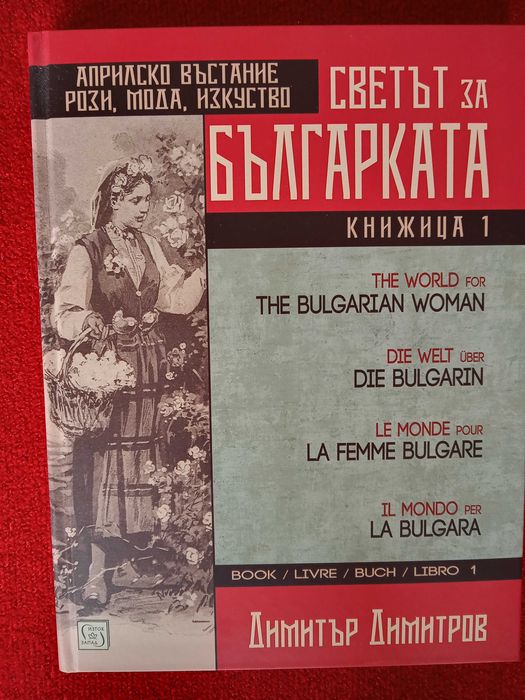 АПРИЛСКО ВЪСТАНИЕ
РОЗИ, МОДА, ИЗКУСТВО
СВЕТЪТ ЗА
БЪЛГАРКАТА
КНИЖИЦА 1
THE WORLD FOR
THE BULGARIAN WOMAN
DIE WELT ÜBER
DIE BULGARIN
LE MONDE POUR
LA FEMME BULGARE
IL MONDO PER
LA BULGARA
BOOK / LIVRE / BUCH / LIBRO 1
ИЗТОК
ЗАПАД
ДИМИТЪР ДИМИТРОВ